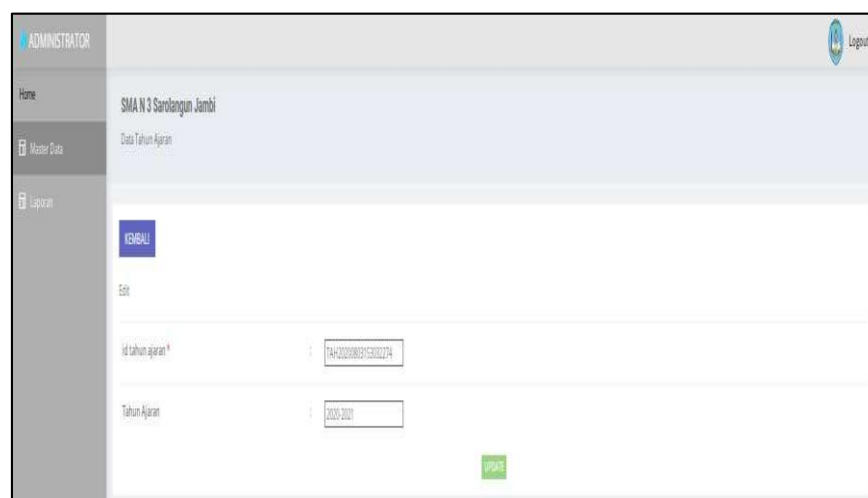 ADMINISTRATOR
Logout
Home
Master Data
Laporan
SMA N 3 Sarolangun Jambi
Data Tahun Ajaran
KEMBALI
Edit
id tahun ajaran * : TAH20200803153032274
Tahun Ajaran : 2020-2021
UPDATE